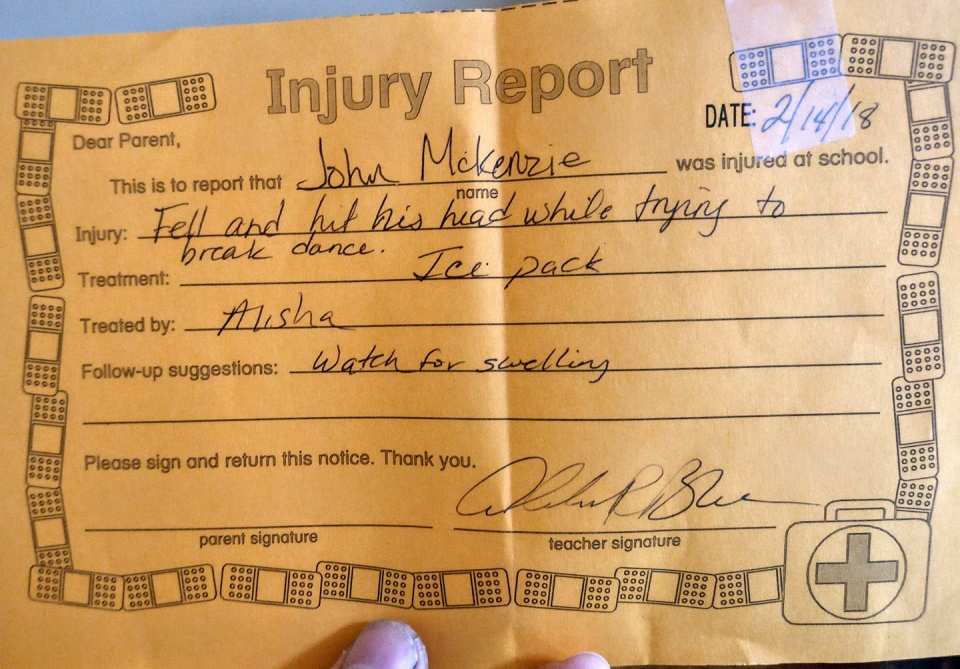 Injury Report
DATE: 2/14/18
Dear Parent,
This is to report that John McKenzie was injured at school.
name
Injury: Fell and hit his head while trying to
break dance.
Treatment: Ice pack
Treated by: Alisha
Follow-up suggestions: Watch for swelling
Please sign and return this notice. Thank you.
parent signature
teacher signature